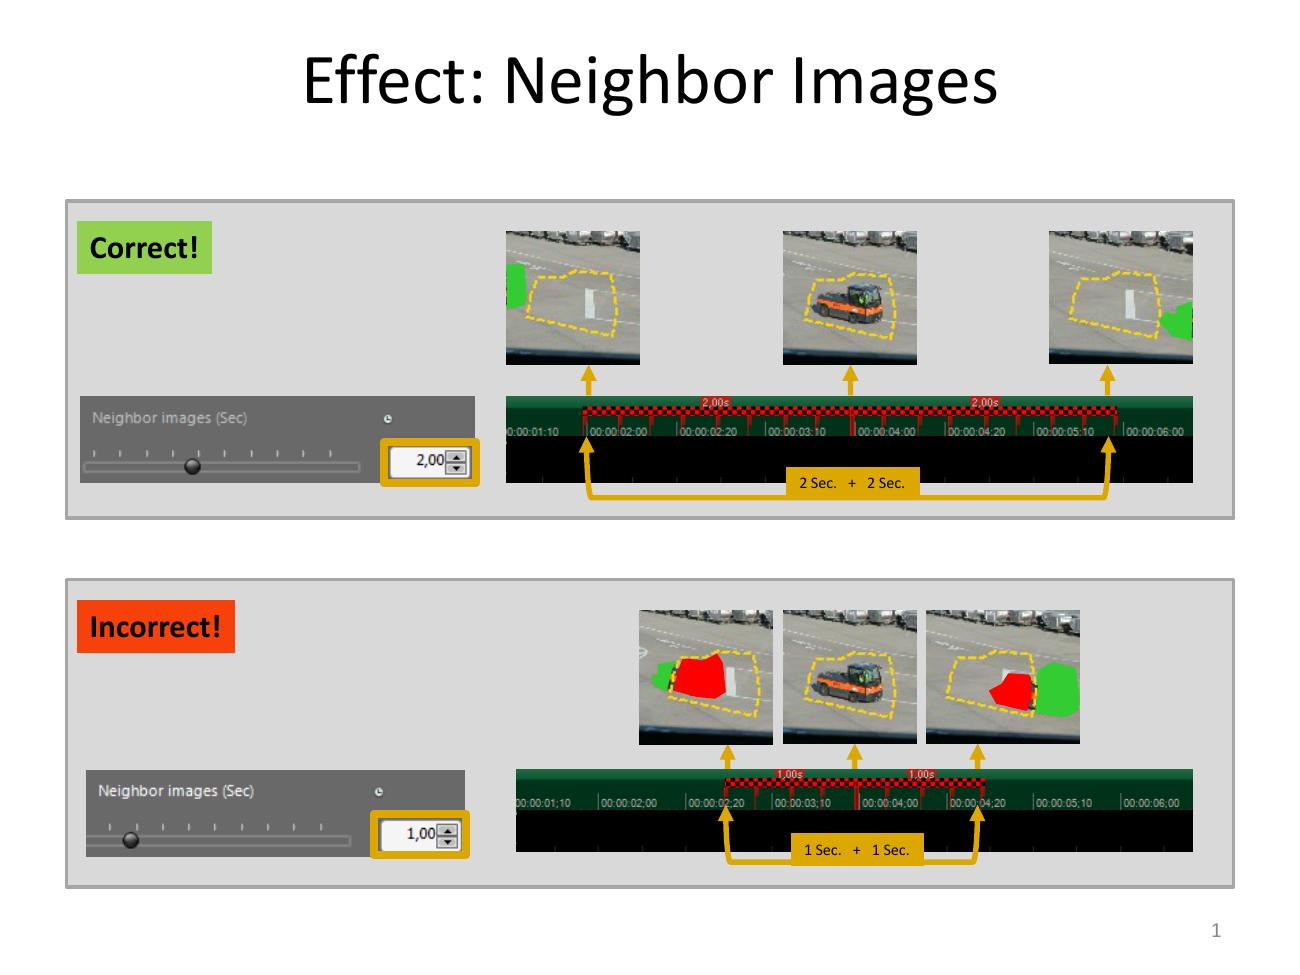 Effect: Neighbor Images
Correct!
Neighbor images (Sec)
2,00
2,00s 2,00s
0:00:01:10 00:00:02:00 00:00:02:20 00:00:03:10 00:00:04:00 00:00:04:20 00:00:05:10 00:00:06:00
2 Sec. + 2 Sec.
Incorrect!
Neighbor images (Sec)
1,00
1,00s 1,00s
00:00:01;10 00:00:02;00 00:00:02;20 00:00:03;10 00:00:04;00 00:00:04;20 00:00:05;10 00:00:06;00
1 Sec. + 1 Sec.
1